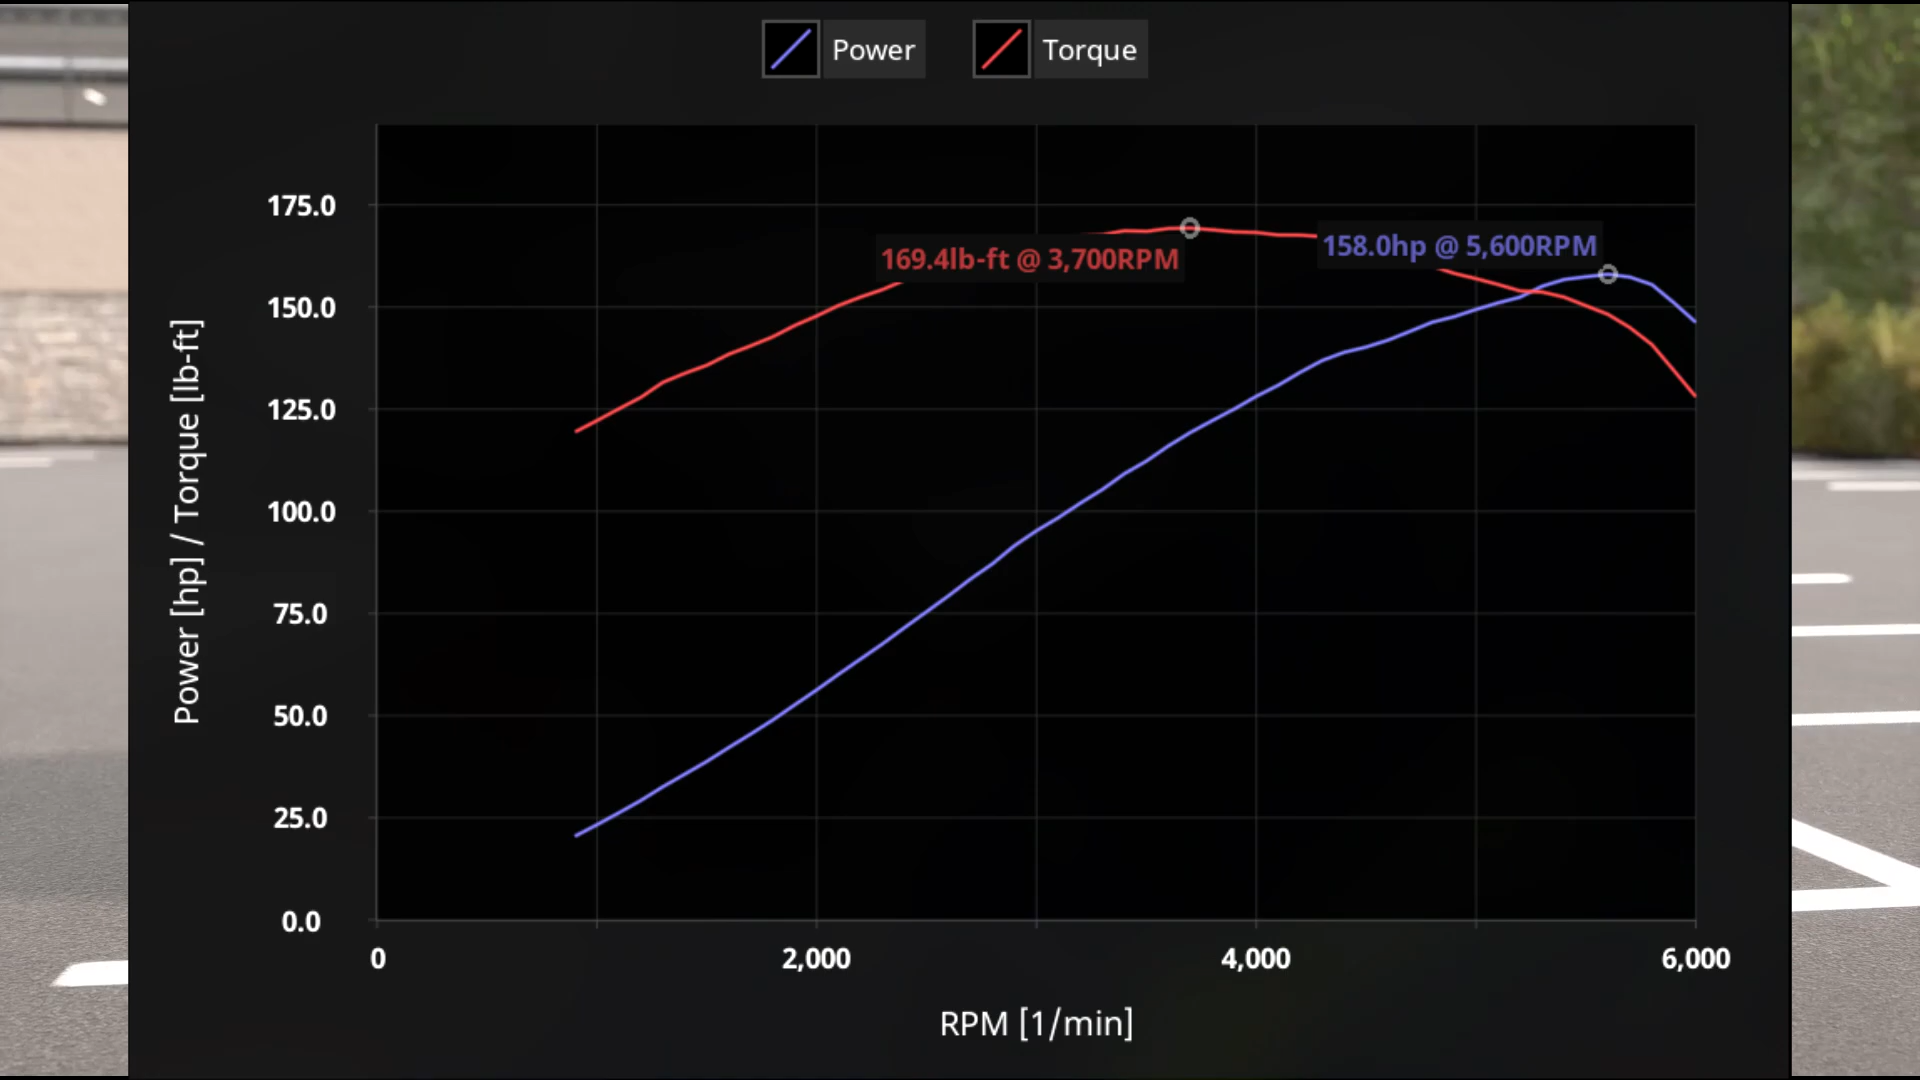 Power
Torque
175.0
150.0
125.0
100.0
75.0
50.0
25.0
0.0
169.4lb-ft @ 3,700RPM
158.0hp @ 5,600RPM
Power [hp] / Torque [lb-ft]
0
2,000
4,000
6,000
RPM [1/min]